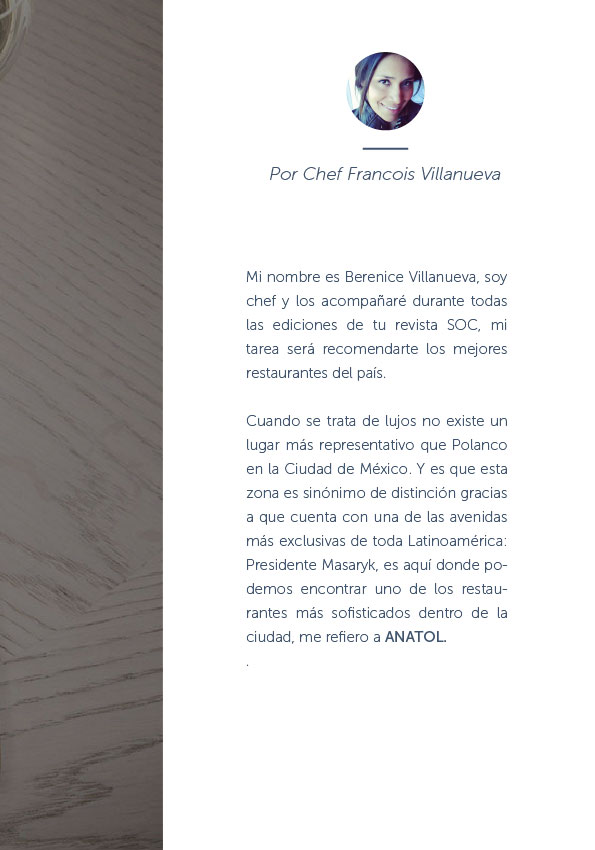 Por Chef Francois Villanueva
Mi nombre es Berenice Villanueva, soy
chef y los acompañaré durante todas
las ediciones de tu revista SOC, mi
tarea será recomendarte los mejores
restaurantes del país.
Cuando se trata de lujos no existe un
lugar más representativo que Polanco
en la Ciudad de México. Y es que esta
zona es sinónimo de distinción gracias
a que cuenta con una de las avenidas
más exclusivas de toda Latinoamérica:
Presidente Masaryk, es aquí donde po-
demos encontrar uno de los restau-
rantes más sofisticados dentro de la
ciudad, me refiero a ANATOL.
.